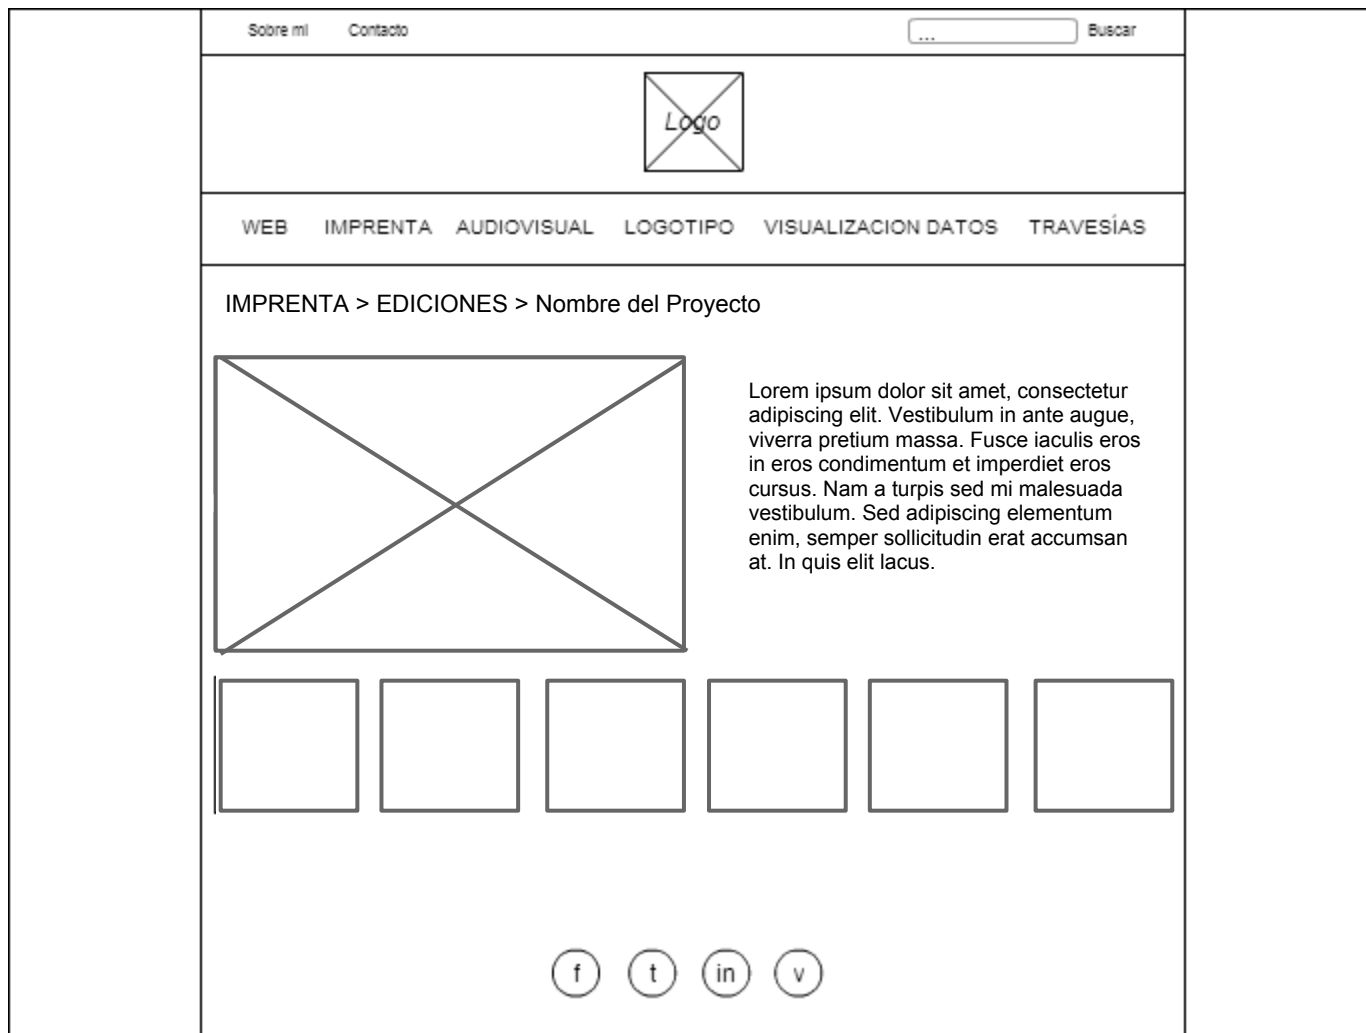 Sobre mi Contacto ... Buscar
Logo
WEB IMPRENTA AUDIOVISUAL LOGOTIPO VISUALIZACION DATOS TRAVESÍAS
IMPRENTA > EDICIONES > Nombre del Proyecto
Lorem ipsum dolor sit amet, consectetur
adipiscing elit. Vestibulum in ante augue,
viverra pretium massa. Fusce iaculis eros
in eros condimentum et imperdiet eros
cursus. Nam a turpis sed mi malesuada
vestibulum. Sed adipiscing elementum
enim, semper sollicitudin erat accumsan
at. In quis elit lacus.
f t in v